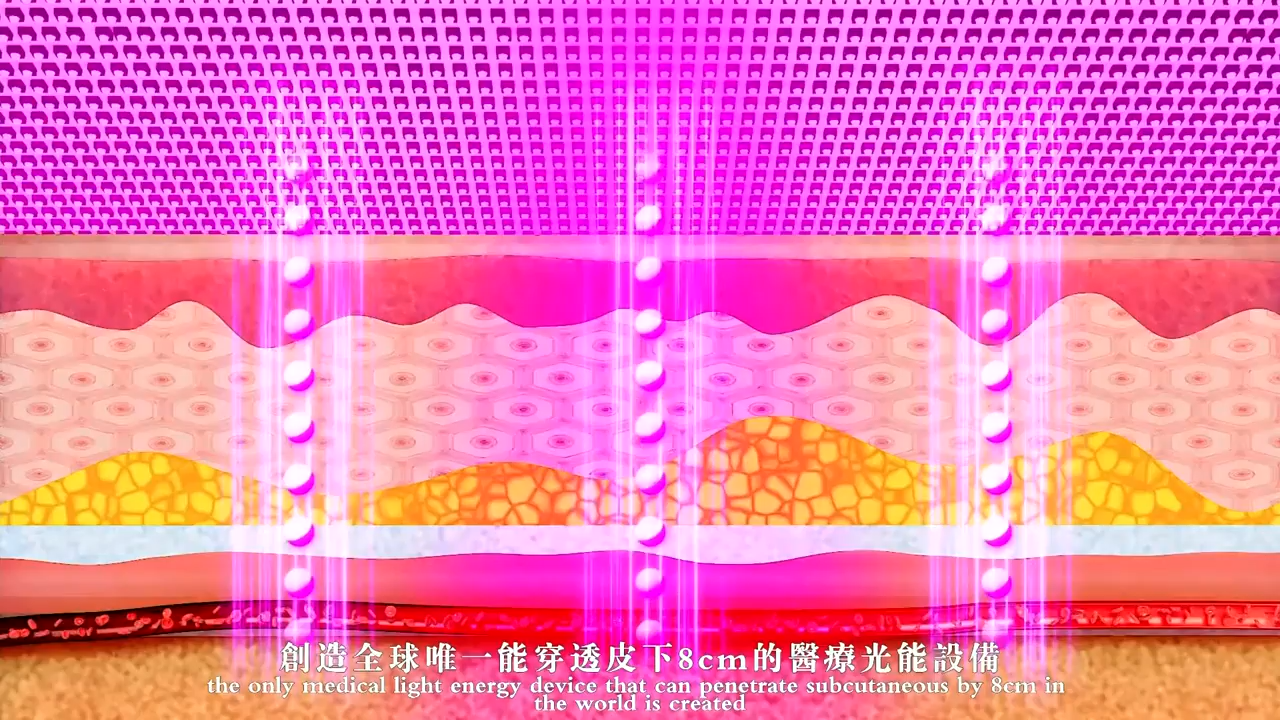 創造全球唯一能穿透皮下8cm的醫療光能設備
the only medical light energy device that can penetrate subcutaneous by 8cm in
the world is created